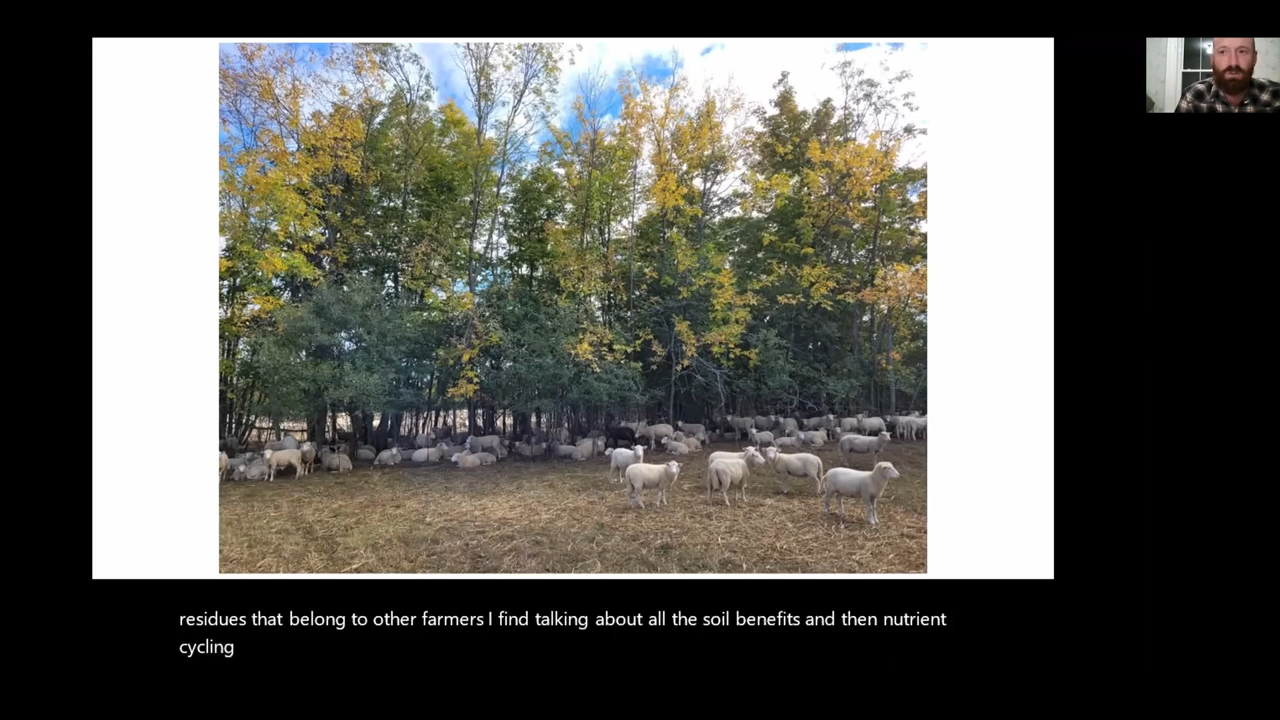 residues that belong to other farmers I find talking about all the soil benefits and then nutrient
cycling